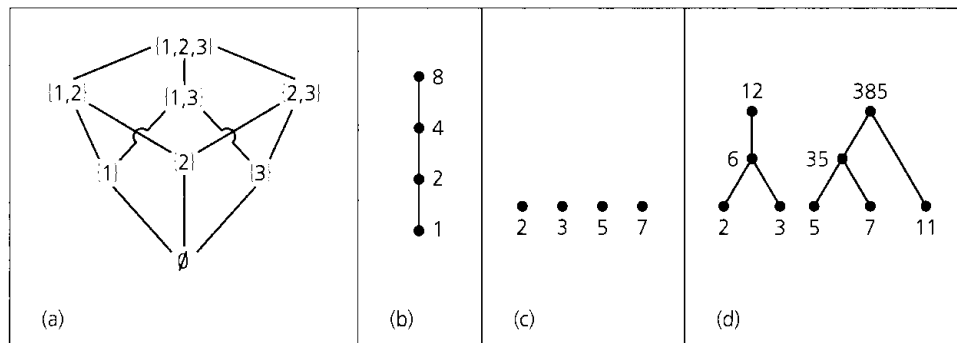 {1,2,3}
{1,2} {1,3} {2,3}
{1} {2} {3}
∅
(a)
8
4
2
1
(b)
2 3 5 7
(c)
12 385
6 35
2 3 5 7 11
(d)